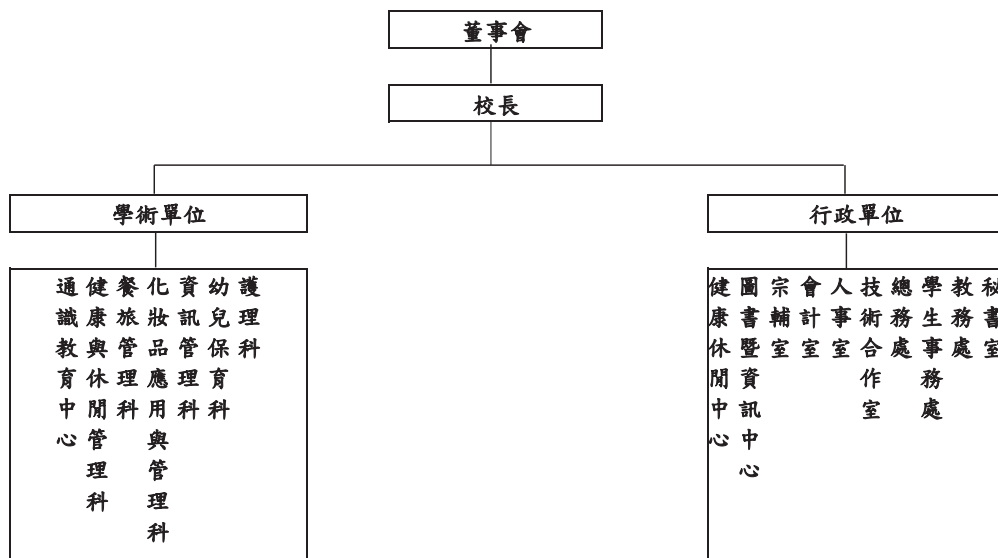 董事會
校長
學術單位
行政單位
護理科
幼兒保育科
資訊管理科
化妝品應用與管理科
餐旅管理科
健康與休閒管理科
通識教育中心
秘書室
教務處
學生事務處
總務處
技術合作室
人事室
會計室
宗輔室
圖書暨資訊中心
健康休閒中心